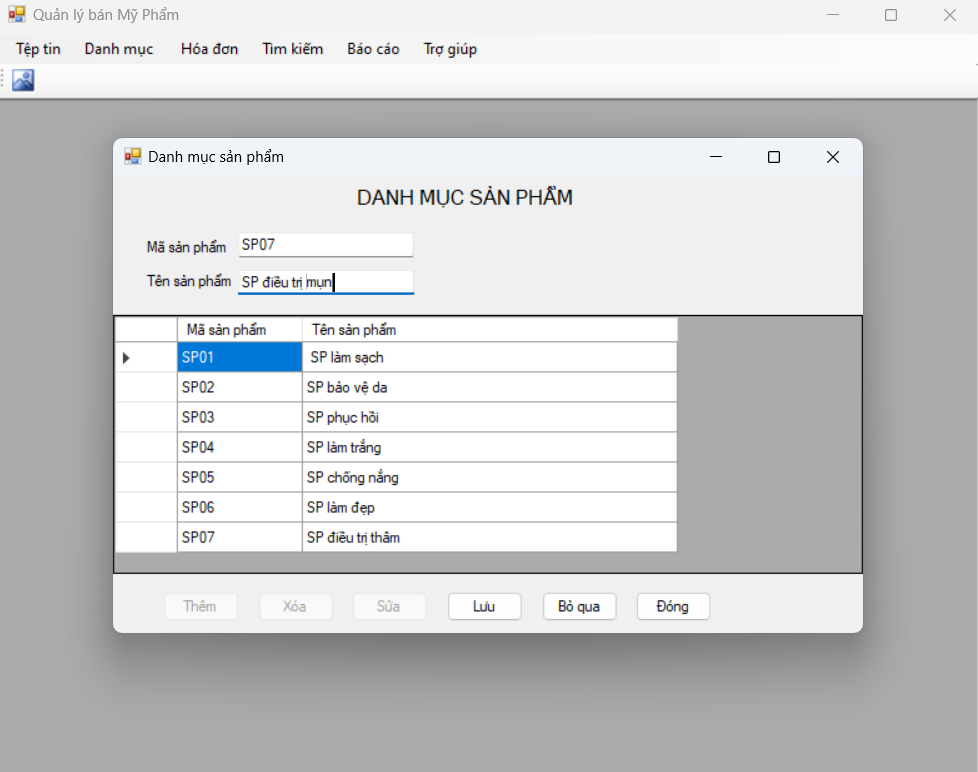 Quản lý bán Mỹ Phẩm
Tệp tin Danh mục Hóa đơn Tìm kiếm Báo cáo Trợ giúp
Danh mục sản phẩm
DANH MỤC SẢN PHẨM
Mã sản phẩm SP07
Tên sản phẩm SP điều trị mụn
Mã sản phẩm Tên sản phẩm
SP01 SP làm sạch
SP02 SP bảo vệ da
SP03 SP phục hồi
SP04 SP làm trắng
SP05 SP chống nắng
SP06 SP làm đẹp
SP07 SP điều trị thâm
Thêm Xóa Sửa Lưu Bỏ qua Đóng